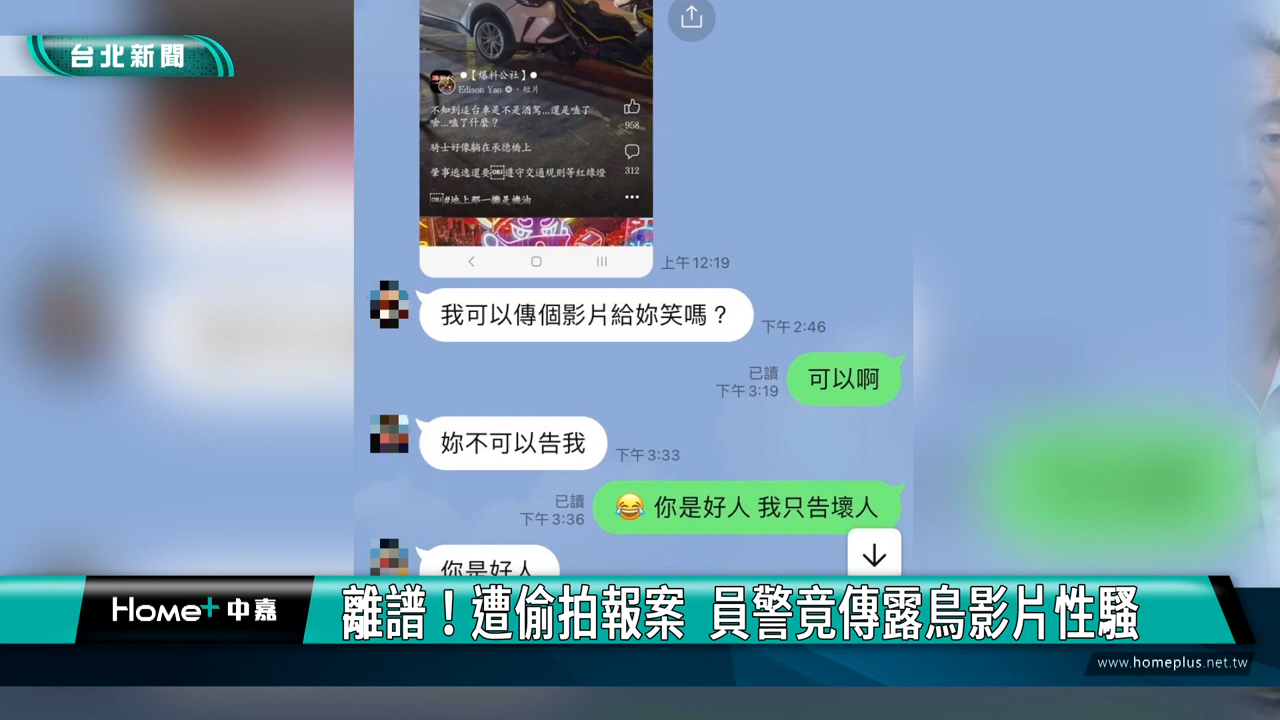 台北新聞
●【爆料公社】●
Edison Yao · 短片
不知到這台車是不是酒駕...還是嗑了
啥...嗑了什麼?
958
騎士好像躺在承德橋上
312
肇事逃逸還要OBJ遵守交通規則等紅綠燈
OBJ#地上那一攤是機油
上午 12:19
我可以傳個影片給妳笑嗎？
下午 2:46
已讀
下午 3:19
可以啊
妳不可以告我
下午 3:33
已讀
下午 3:36
😂 你是好人 我只告壞人
你是好人
Home+ 中嘉
離譜！遭偷拍報案 員警竟傳露鳥影片性騷
www.homeplus.net.tw